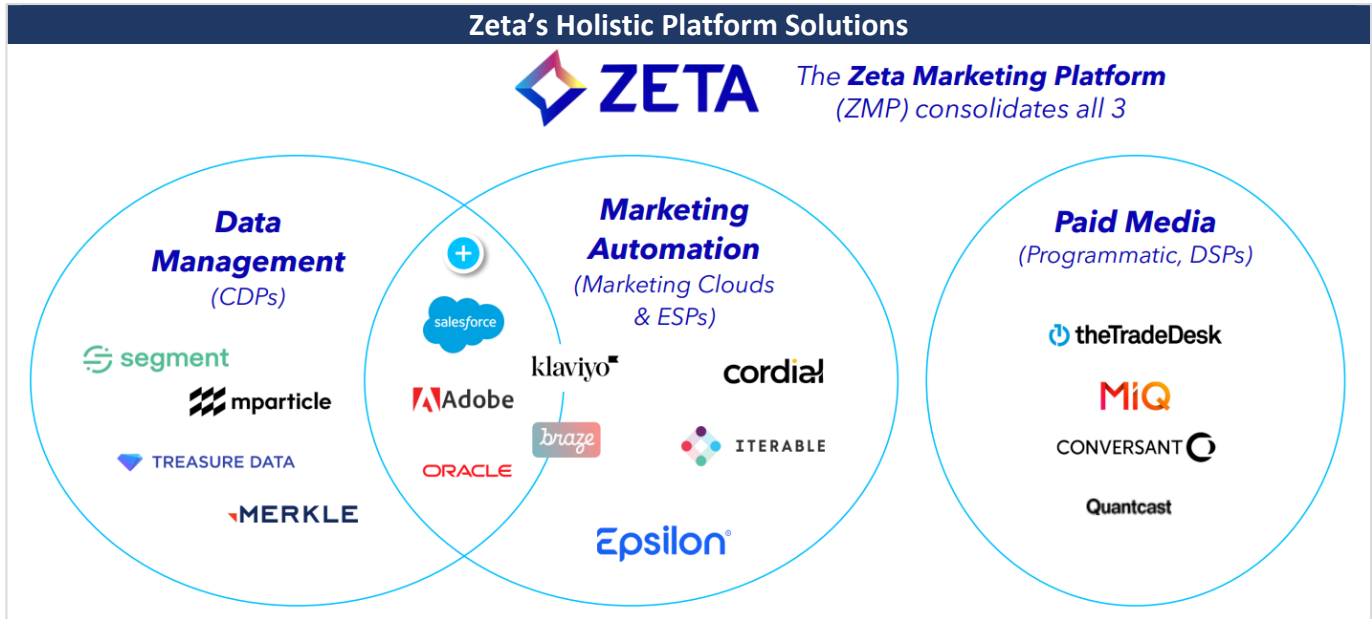 Zeta’s Holistic Platform Solutions
ZETA
The Zeta Marketing Platform
(ZMP) consolidates all 3
Data
Management
(CDPs)
segment
mparticle
TREASURE DATA
MERKLE
+
salesforce
Adobe
ORACLE
Marketing
Automation
(Marketing Clouds
& ESPs)
klaviyo
cordial
braze
ITERABLE
Epsilon®
Paid Media
(Programmatic, DSPs)
theTradeDesk
MiQ
CONVERSANT
Quantcast